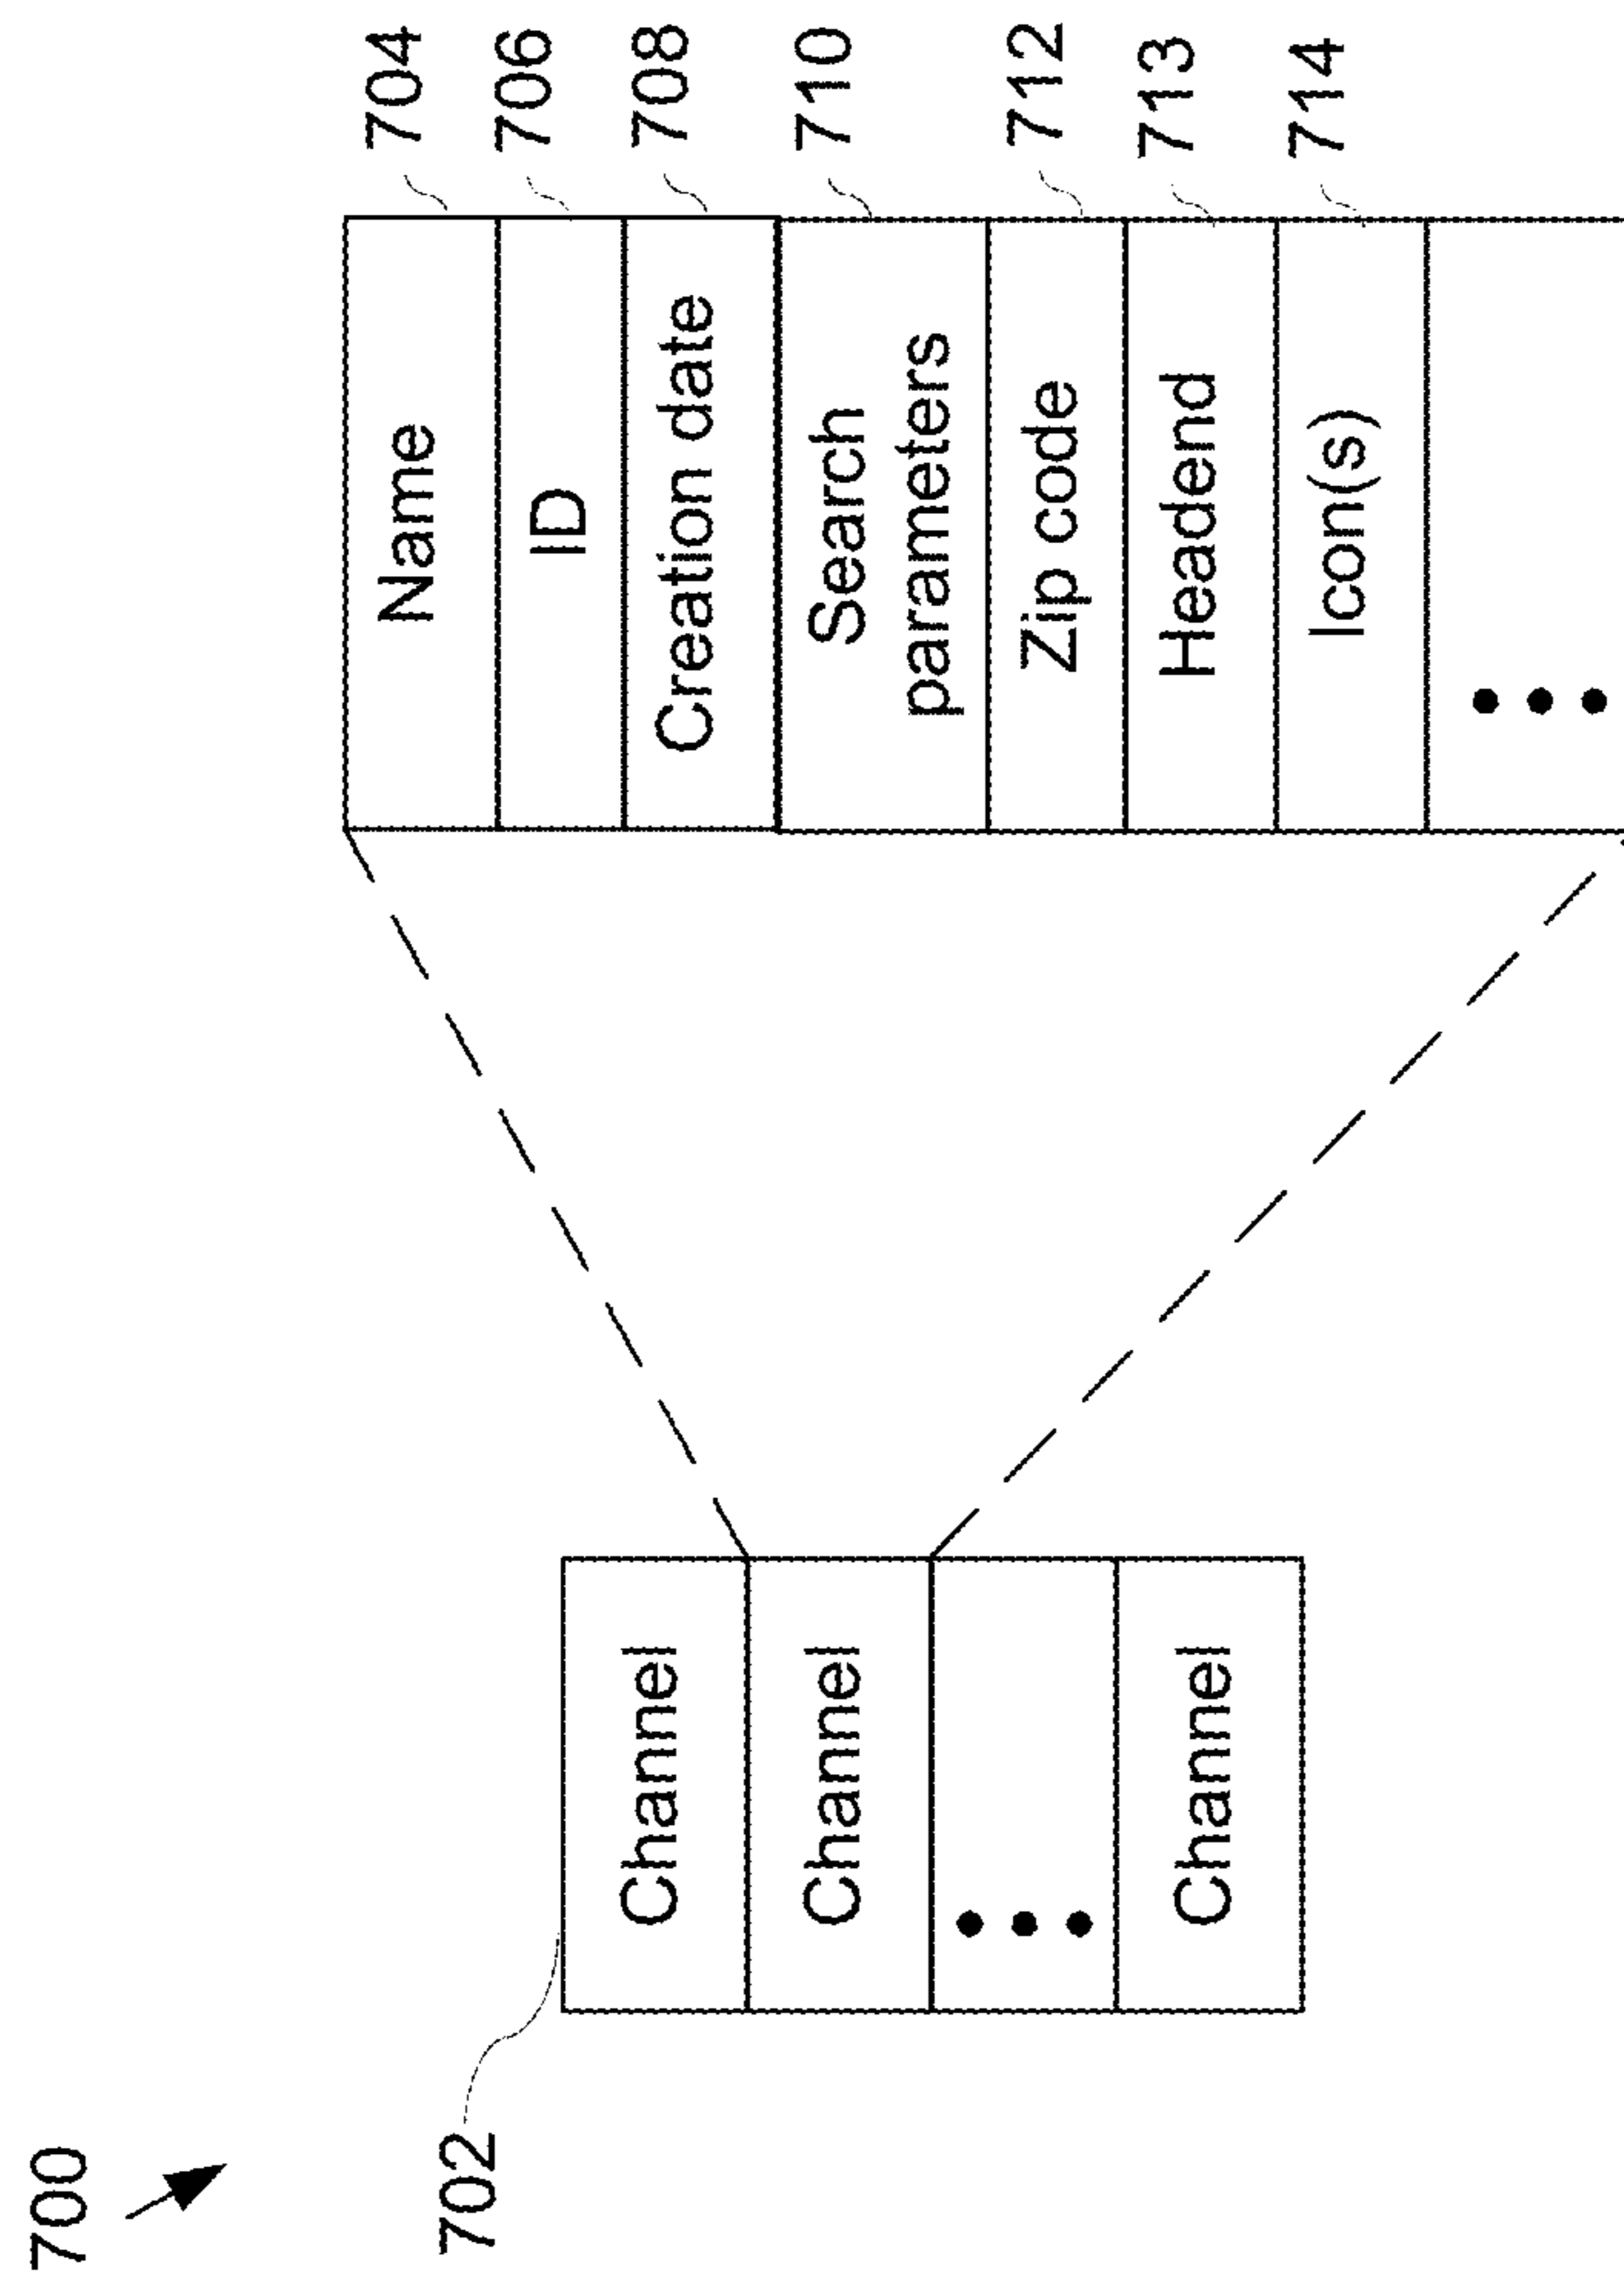 700
702
Channel
Channel
Channel
Name
704
ID
706
Creation date
708
Search
parameters
710
Zip code
712
Headend
713
Icon(s)
714